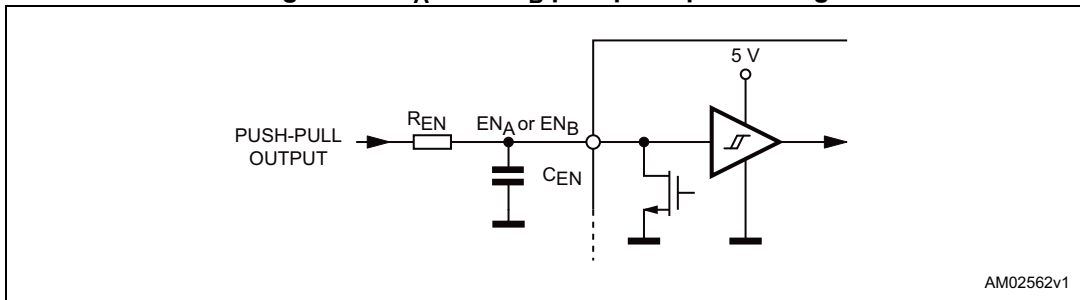 5 V
REN
ENA or ENB
PUSH-PULL
OUTPUT
CEN
AM02562v1